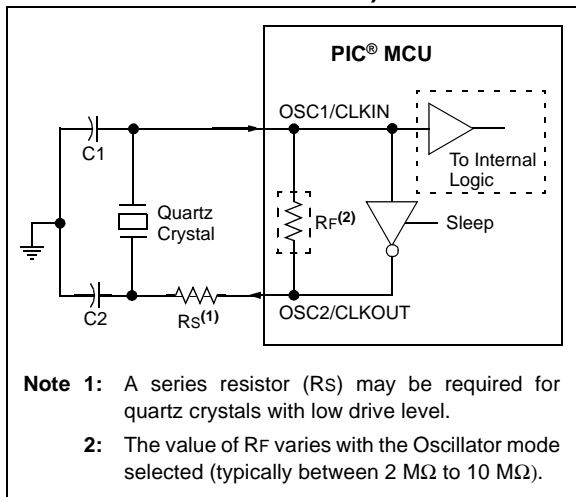 PIC® MCU
OSC1/CLKIN
C1
To Internal
Logic
Quartz
Crystal
RF(2)
Sleep
C2
RS(1)
OSC2/CLKOUT
Note 1: A series resistor (RS) may be required for
quartz crystals with low drive level.
2: The value of RF varies with the Oscillator mode
selected (typically between 2 MΩ to 10 MΩ).